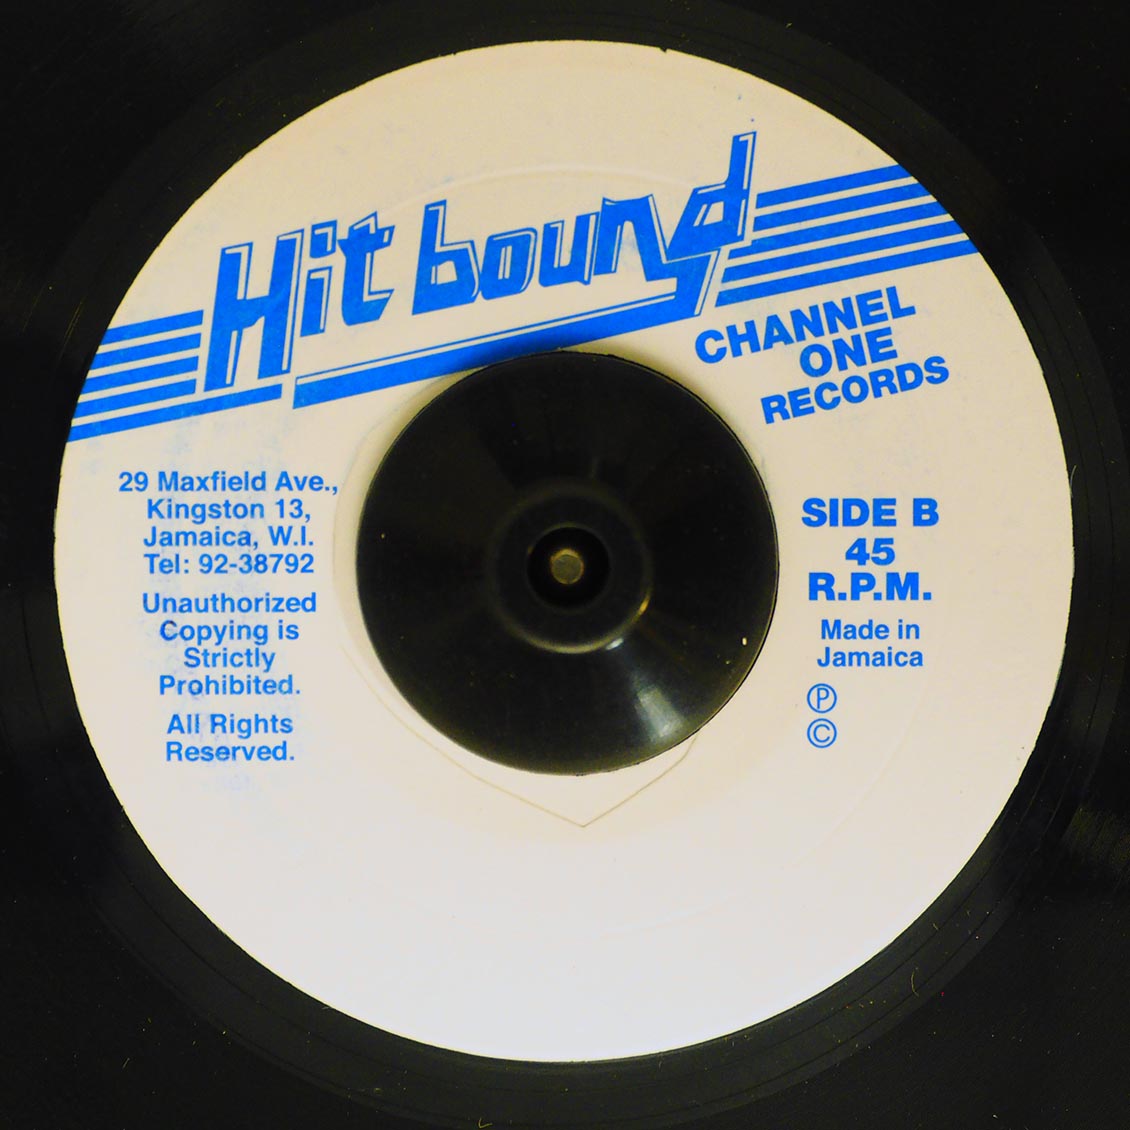 Hit bound
CHANNEL
ONE
RECORDS
29 Maxfield Ave.,
Kingston 13,
Jamaica, W.I.
Tel: 92-38792
Unauthorized
Copying is
Strictly
Prohibited.
All Rights
Reserved.
SIDE B
45
R.P.M.
Made in
Jamaica
Ⓟ
©